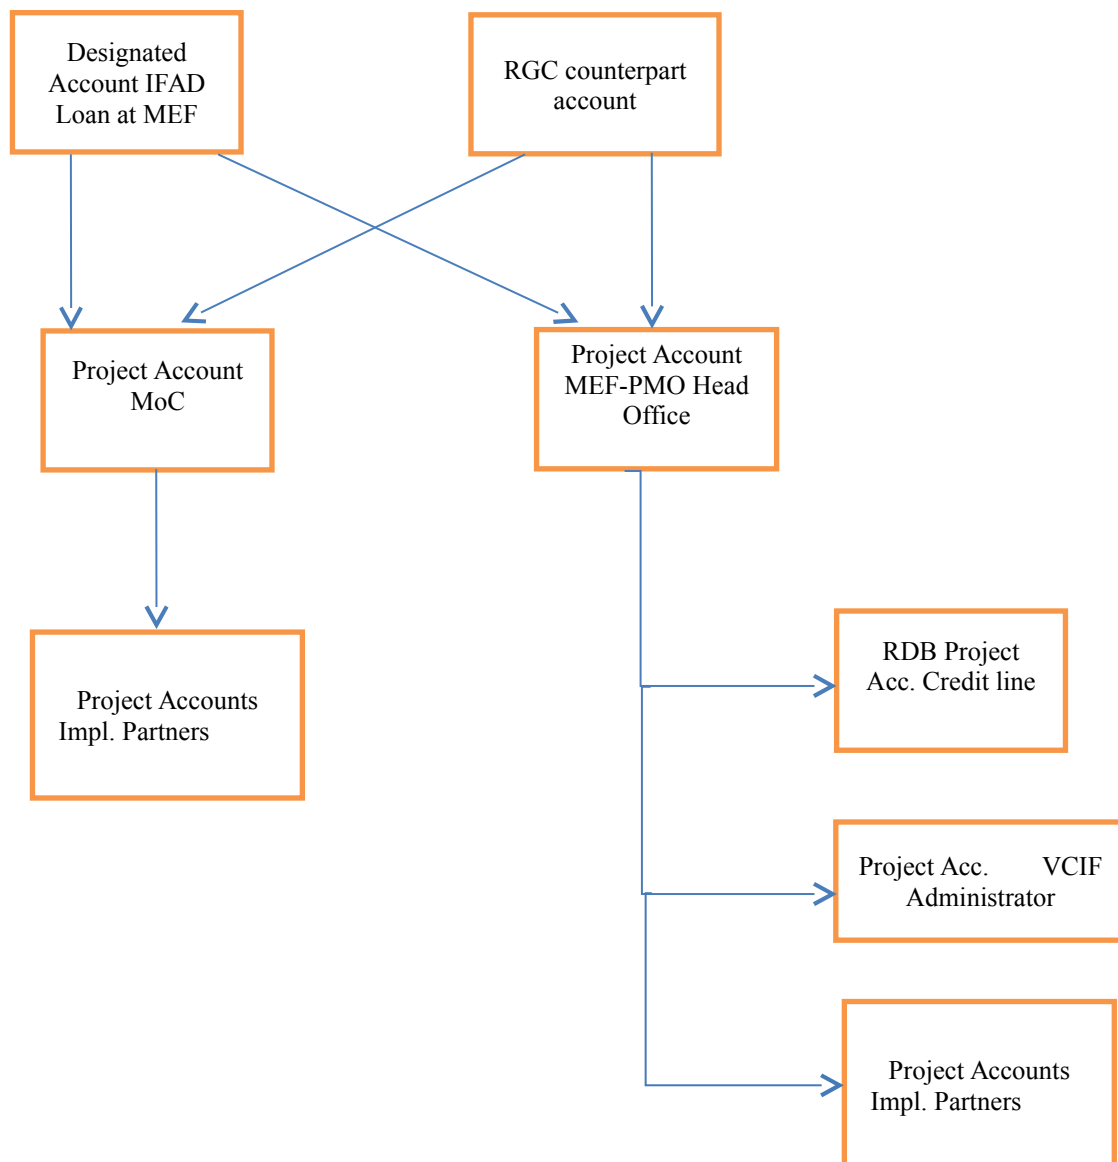 Designated
Account IFAD
Loan at MEF
RGC counterpart
account
Project Account
MoC
Project Account
MEF-PMO Head
Office
Project Accounts
Impl. Partners
RDB Project
Acc. Credit line
Project Acc. VCIF
Administrator
Project Accounts
Impl. Partners